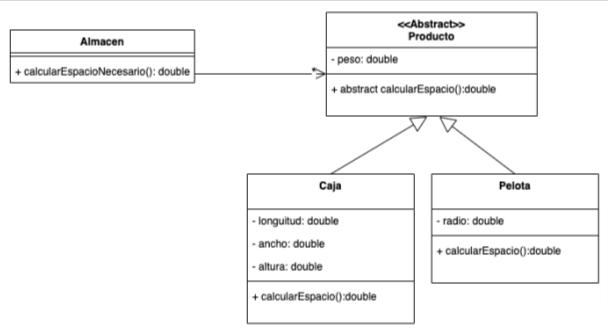 Almacen
+ calcularEspacioNecesario(): double
*
<<Abstract>>
Producto
- peso: double
+ abstract calcularEspacio():double
Caja
- longuitud: double
- ancho: double
- altura: double
+ calcularEspacio():double
Pelota
- radio: double
+ calcularEspacio():double